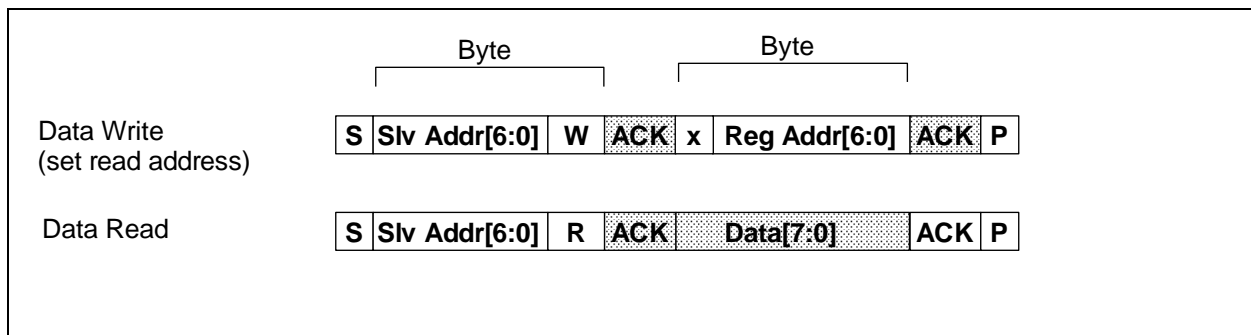 Byte Byte
Data Write S Slv Addr[6:0] W ACK x Reg Addr[6:0] ACK P
(set read address)
Data Read S Slv Addr[6:0] R ACK Data[7:0] ACK P